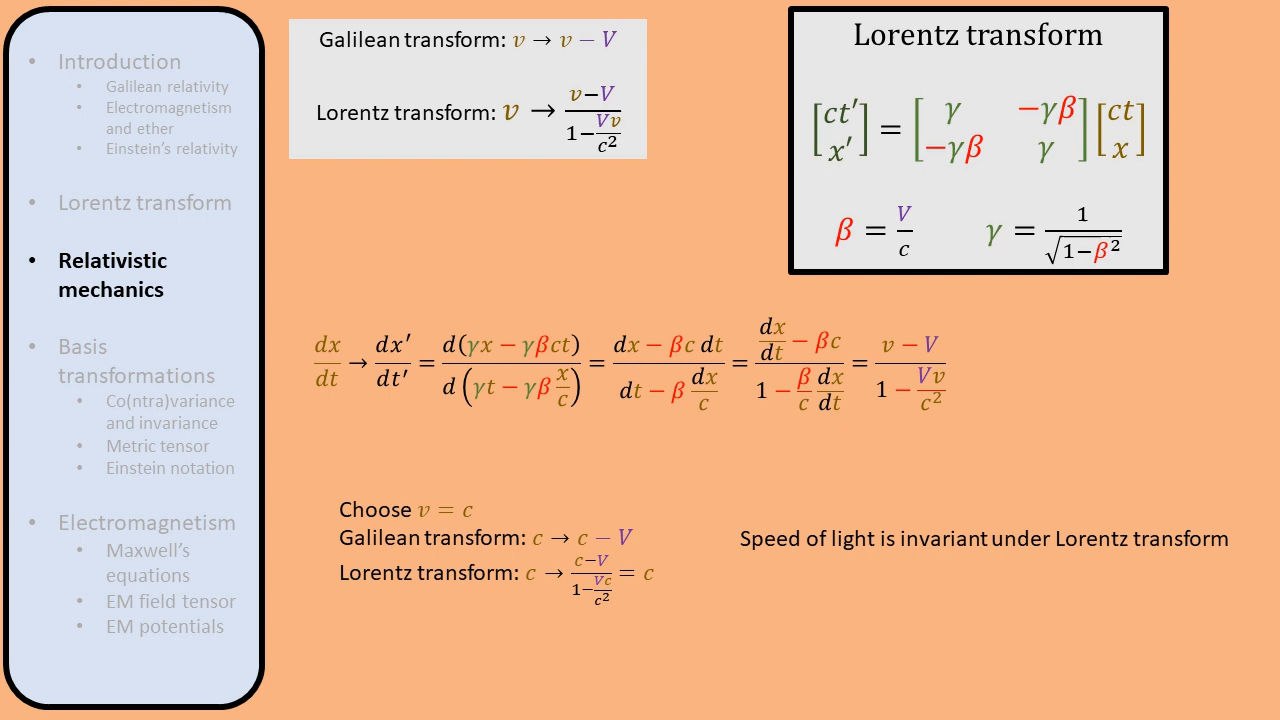 • Introduction
• Galilean relativity
• Electromagnetism
and ether
• Einstein's relativity
• Lorentz transform
• Relativistic
mechanics
• Basis
transformations
• Co(ntra)variance
and invariance
• Metric tensor
• Einstein notation
• Electromagnetism
• Maxwell's
equations
• EM field tensor
• EM potentials
Galilean transform: v → v − V
Lorentz transform: v → (v−V)/(1−Vv/c²)
Lorentz transform
[ct′ x′] = [γ −γβ −γβ γ] [ct x]
β = V/c γ = 1/√(1−β²)
dx/dt → dx′/dt′ = d(γx − γβct)/d(γt − γβ x/c) = (dx − βc dt)/(dt − β dx/c) = (dx/dt − βc)/(1 − β/c dx/dt) = (v − V)/(1 − Vv/c²)
Choose v = c
Galilean transform: c → c − V
Lorentz transform: c → (c−V)/(1−Vc/c²) = c
Speed of light is invariant under Lorentz transform